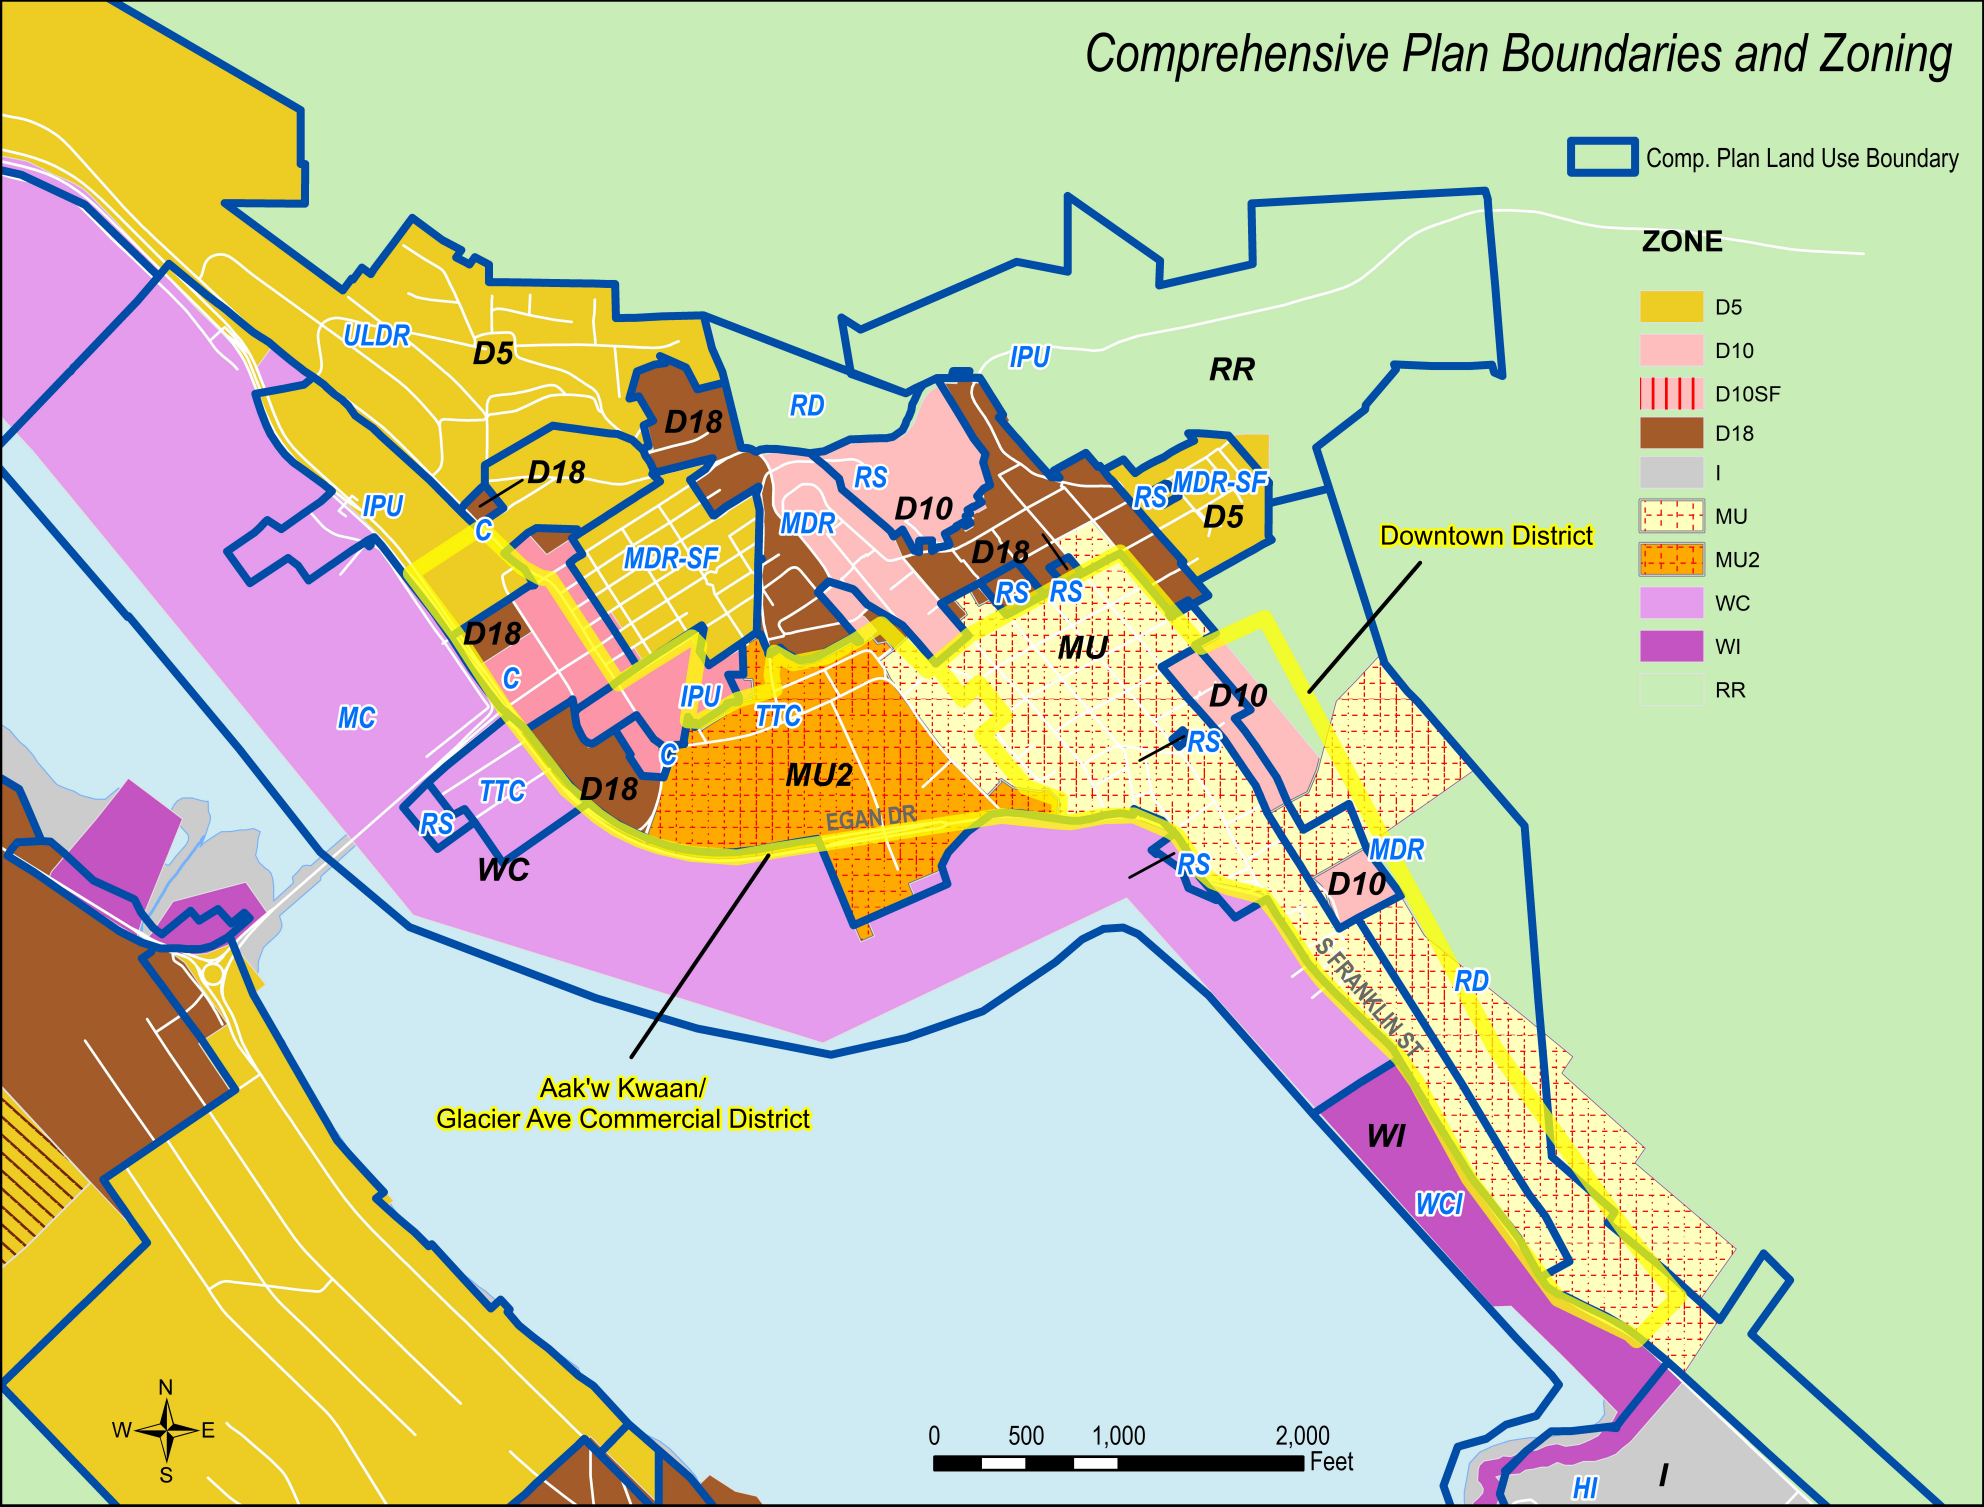 Comprehensive Plan Boundaries and Zoning
Comp. Plan Land Use Boundary
ZONE
D5
D10
D10SF
D18
I
MU
MU2
WC
WI
RR
ULDR
D5
IPU
RR
RD
D18
D18
RS
D10
MDR
RS
MDR-SF
D5
IPU
C
MDR-SF
D18
RS
RS
Downtown District
D18
MU
C
IPU
TTC
D10
MC
C
RS
TTC
D18
MU2
RS
EGAN DR
WC
RS
MDR
D10
S FRANKLIN ST
RD
Aak'w Kwaan/
Glacier Ave Commercial District
WI
WCI
N
W E
S
0 500 1,000 2,000
Feet
HI
I